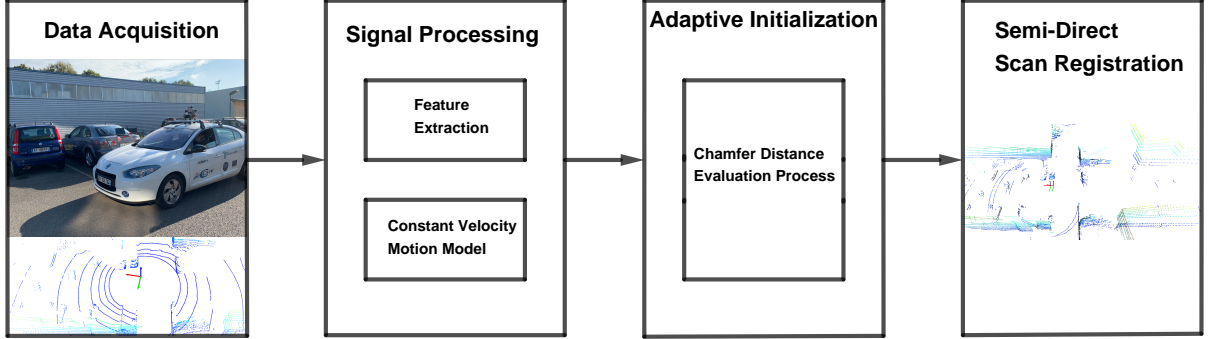 Data Acquisition
Signal Processing
Feature
Extraction
Constant Velocity
Motion Model
Adaptive Initialization
Chamfer Distance
Evaluation Process
Semi-Direct
Scan Registration